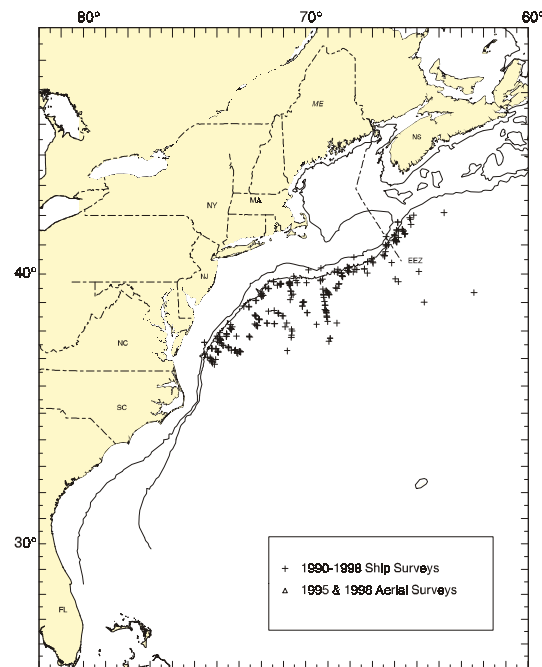 80° 70° 60°
ME
NS
NY
MA
NJ
EEZ
40°
NC
SC
30°
+ 1990-1998 Ship Surveys
△ 1995 & 1998 Aerial Surveys
FL